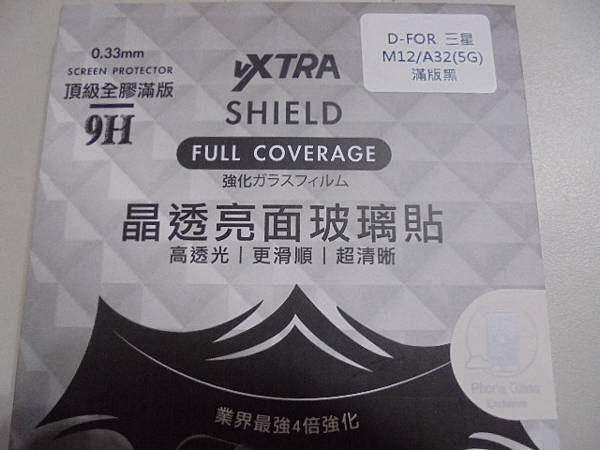 0.33mm
SCREEN PROTECTOR
頂級全膠滿版
9H
VXTRA
SHIELD
FULL COVERAGE
強化ガラスフィルム
晶透亮面玻璃貼
高透光|更滑順|超清晰
D-FOR 三星
M12/A32(5G)
滿版黑
Phone Glass
Exclusive
業界最強4倍強化